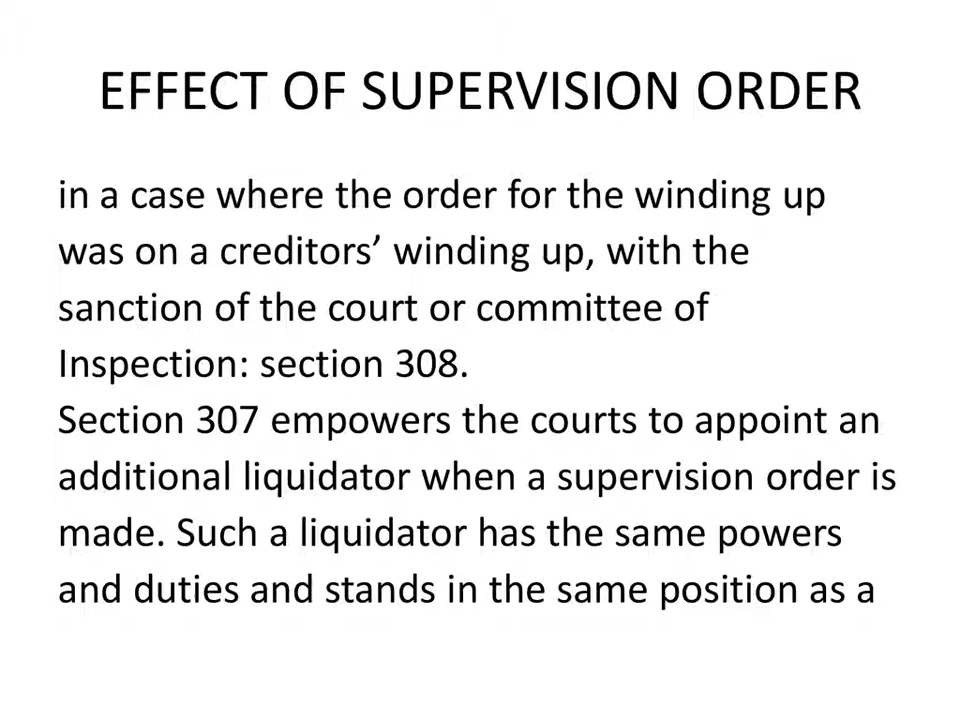 EFFECT OF SUPERVISION ORDER
in a case where the order for the winding up
was on a creditors’ winding up, with the
sanction of the court or committee of
Inspection: section 308.
Section 307 empowers the courts to appoint an
additional liquidator when a supervision order is
made. Such a liquidator has the same powers
and duties and stands in the same position as a